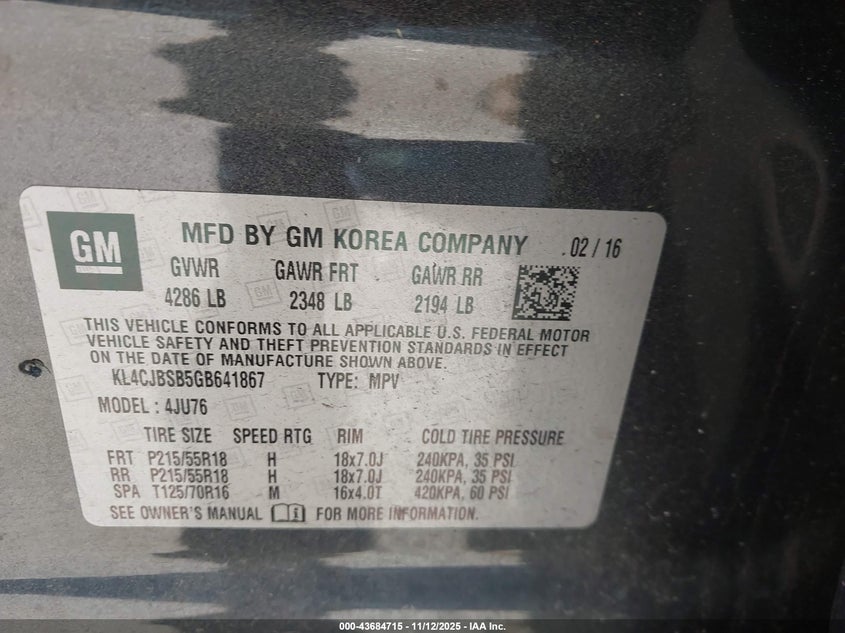 GM
MFD BY GM KOREA COMPANY 02 / 16
GVWR GAWR FRT GAWR RR
4286 LB 2348 LB 2194 LB
THIS VEHICLE CONFORMS TO ALL APPLICABLE U.S. FEDERAL MOTOR
VEHICLE SAFETY AND THEFT PREVENTION STANDARDS IN EFFECT
ON THE DATE OF MANUFACTURE SHOWN ABOVE.
KL4CJBSB5GB641867 TYPE: MPV
MODEL : 4JU76
TIRE SIZE SPEED RTG RIM COLD TIRE PRESSURE
FRT P215/55R18 H 18x7.0J 240KPA, 35 PSI
RR P215/55R18 H 18x7.0J 240KPA, 35 PSI
SPA T125/70R16 M 16x4.0T 420KPA, 60 PSI
SEE OWNER'S MANUAL FOR MORE INFORMATION.
000-43684715 - 11/12/2025 - IAA Inc.